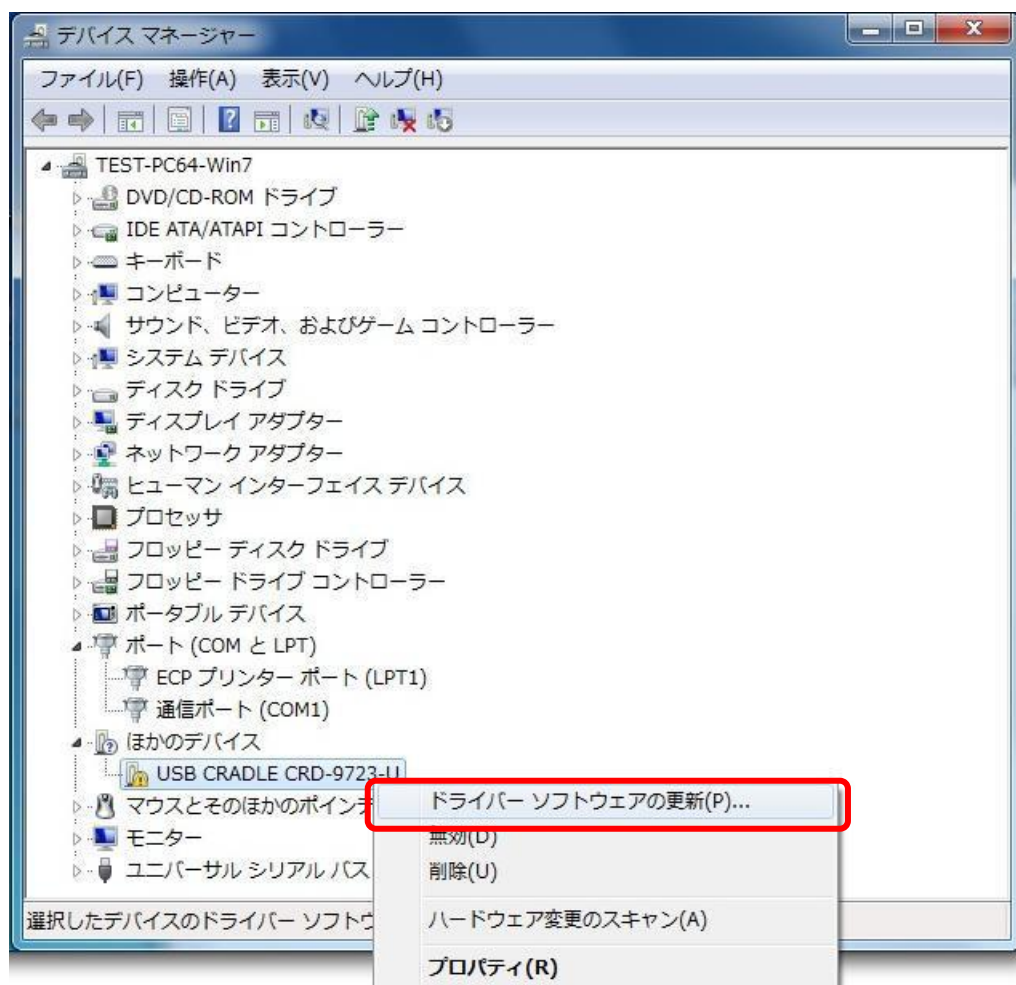 デバイス マネージャー
ファイル(F) 操作(A) 表示(V) ヘルプ(H)
TEST-PC64-Win7
DVD/CD-ROM ドライブ
IDE ATA/ATAPI コントローラー
キーボード
コンピューター
サウンド、ビデオ、およびゲーム コントローラー
システム デバイス
ディスク ドライブ
ディスプレイ アダプター
ネットワーク アダプター
ヒューマン インターフェイス デバイス
プロセッサ
フロッピー ディスク ドライブ
フロッピー ドライブ コントローラー
ポータブル デバイス
ポート (COM と LPT)
ECP プリンター ポート (LPT1)
通信ポート (COM1)
ほかのデバイス
USB CRADLE CRD-9723-U
ドライバー ソフトウェアの更新(P)...
マウスとそのほかのポインテ
無効(D)
モニター
削除(U)
ユニバーサル シリアル バス
ハードウェア変更のスキャン(A)
選択したデバイスのドライバー ソフトウ
プロパティ(R)